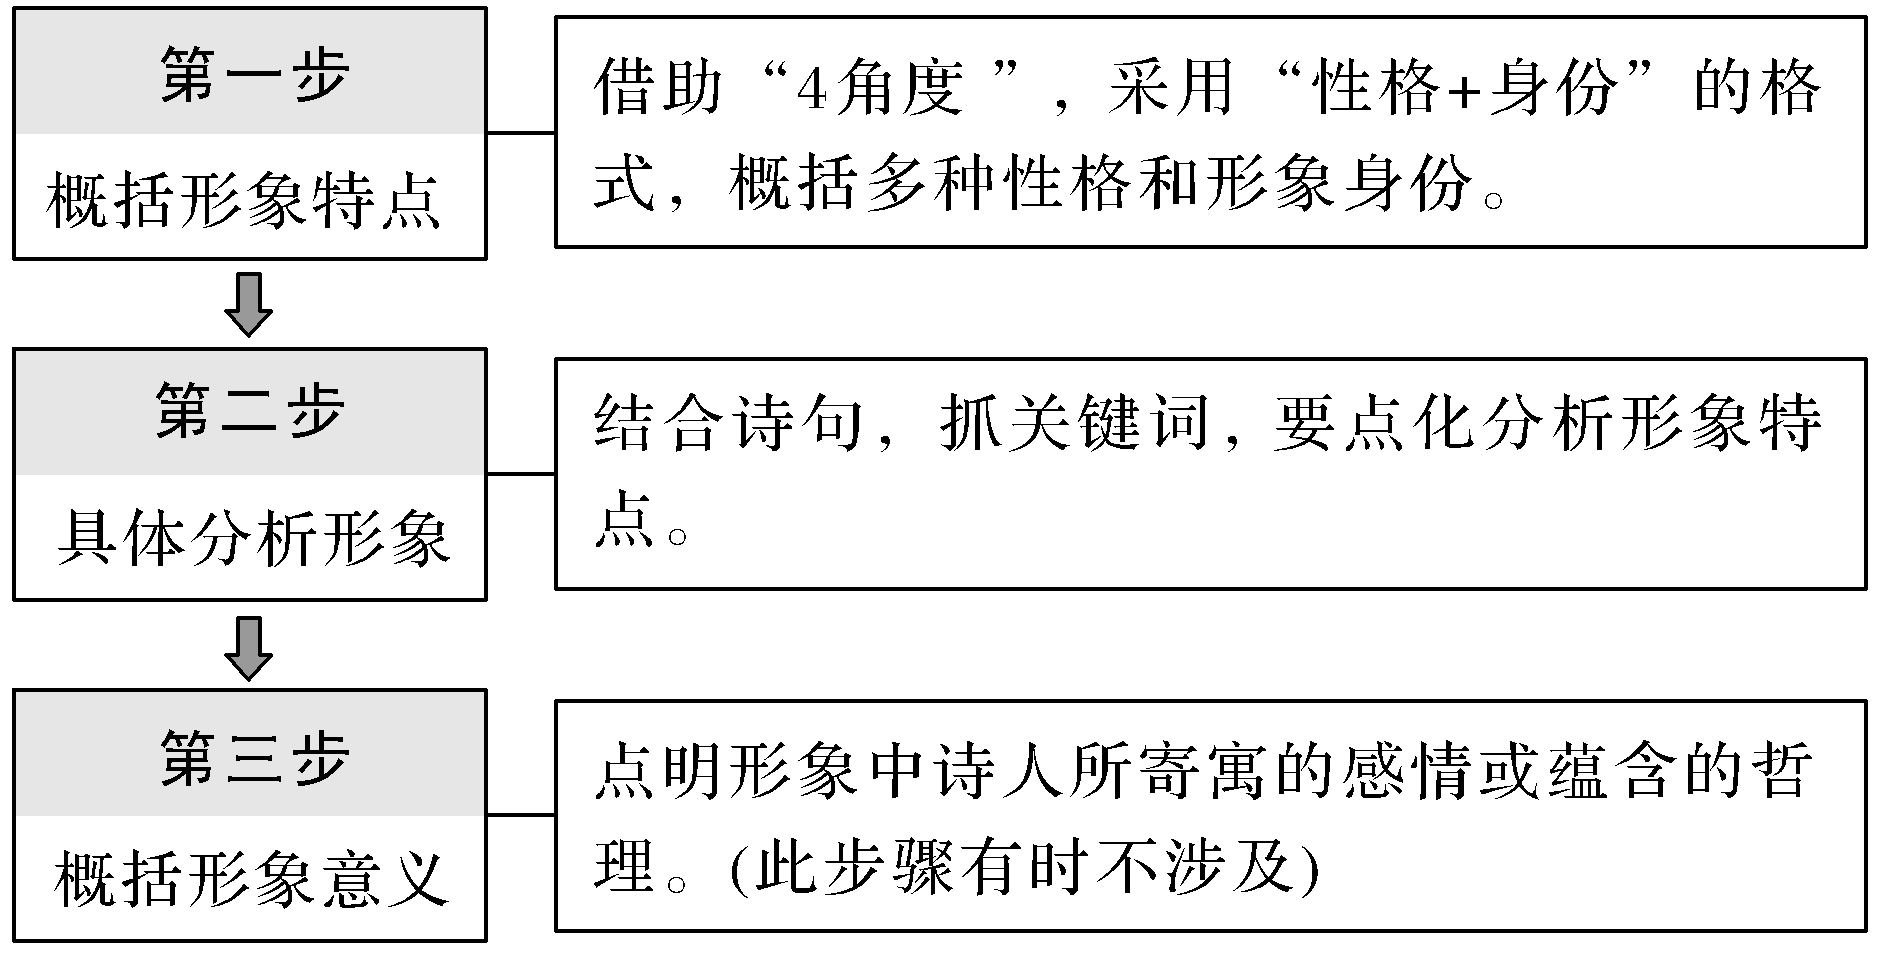 第一步
概括形象特点
借助“4角度”，采用“性格+身份”的格
式，概括多种性格和形象身份。
第二步
具体分析形象
结合诗句，抓关键词，要点化分析形象特
点。
第三步
概括形象意义
点明形象中诗人所寄寓的感情或蕴含的哲
理。(此步骤有时不涉及)